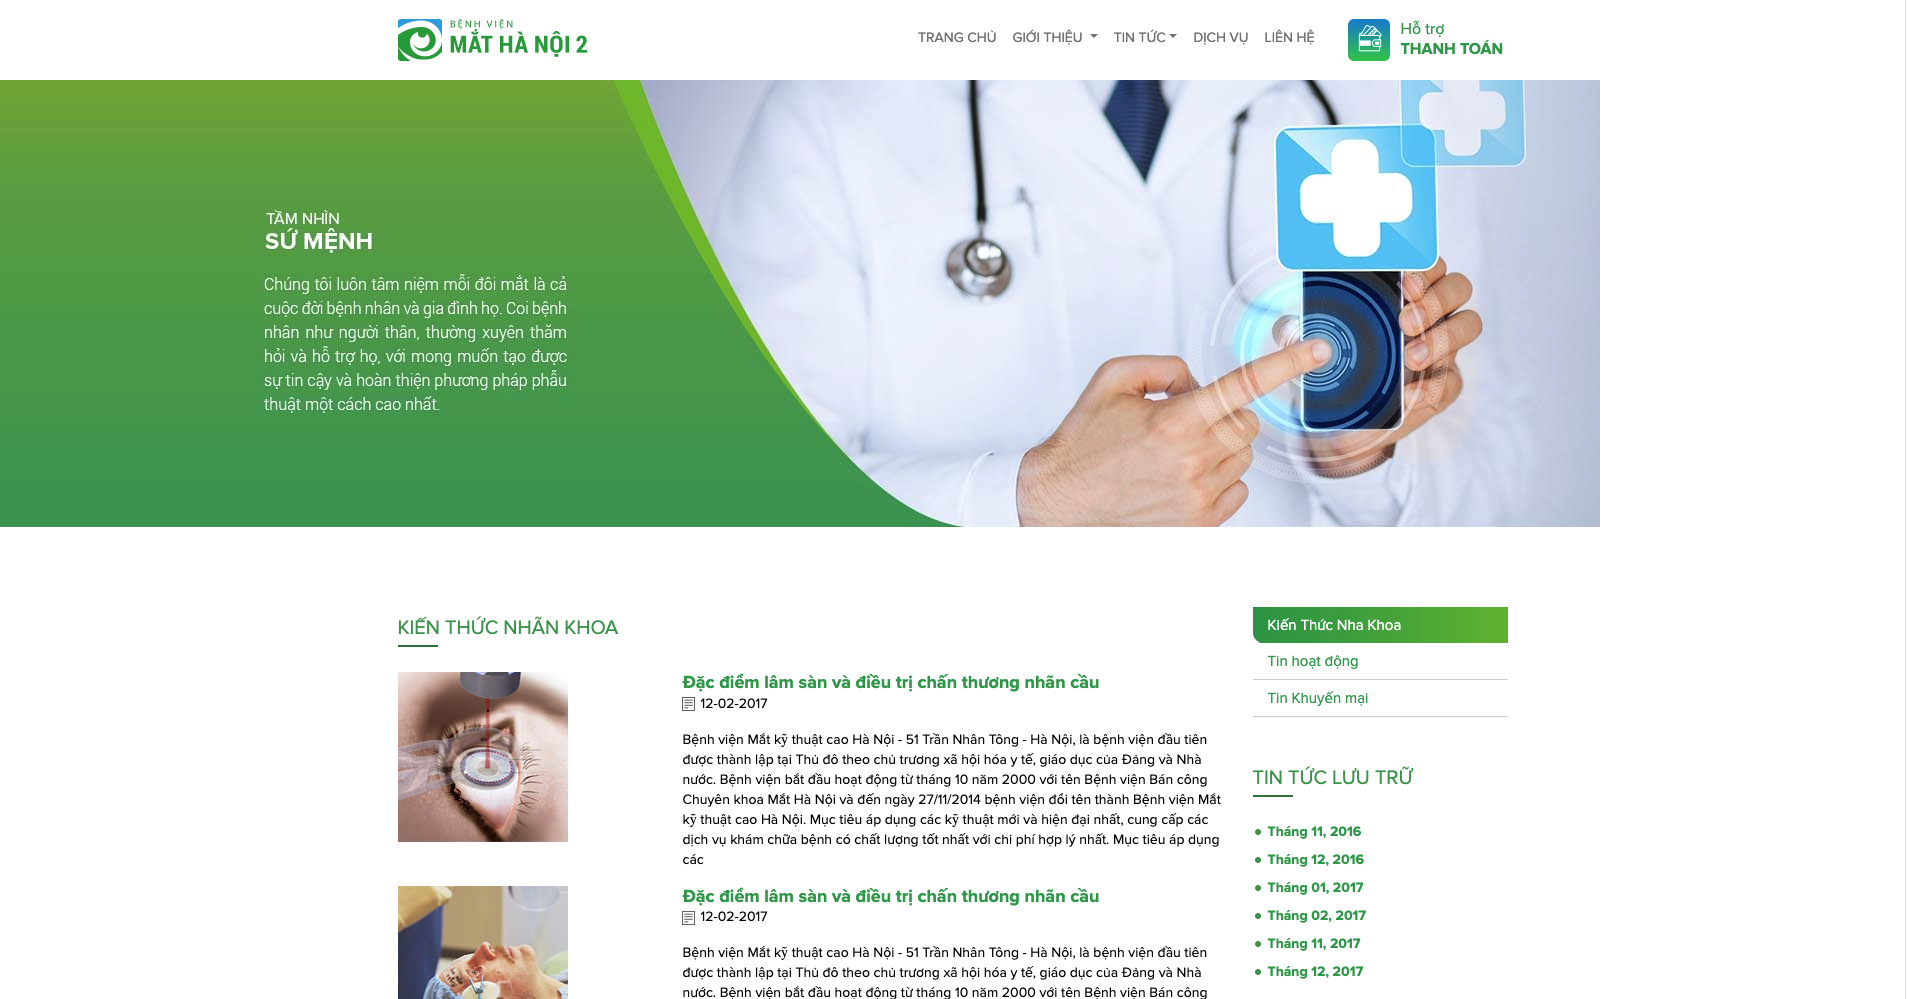 BỆNH VIỆN
MẮT HÀ NỘI 2
TRANG CHỦ
GIỚI THIỆU
TIN TỨC
DỊCH VỤ
LIÊN HỆ
Hỗ trợ
THANH TOÁN
TẦM NHÌN
SỨ MỆNH
Chúng tôi luôn tâm niệm mỗi đôi mắt là cả
cuộc đời bệnh nhân và gia đình họ. Coi bệnh
nhân như người thân, thường xuyên thăm
hỏi và hỗ trợ họ, với mong muốn tạo được
sự tin cậy và hoàn thiện phương pháp phẫu
thuật một cách cao nhất.
KIẾN THỨC NHÃN KHOA
Đặc điểm lâm sàn và điều trị chấn thương nhãn cầu
12-02-2017
Bệnh viện Mắt kỹ thuật cao Hà Nội - 51 Trần Nhân Tông - Hà Nội, là bệnh viện đầu tiên
được thành lập tại Thủ đô theo chủ trương xã hội hóa y tế, giáo dục của Đảng và Nhà
nước. Bệnh viện bắt đầu hoạt động từ tháng 10 năm 2000 với tên Bệnh viện Bán công
Chuyên khoa Mắt Hà Nội và đến ngày 27/11/2014 bệnh viện đổi tên thành Bệnh viện Mắt
kỹ thuật cao Hà Nội. Mục tiêu áp dụng các kỹ thuật mới và hiện đại nhất, cung cấp các
dịch vụ khám chữa bệnh có chất lượng tốt nhất với chi phí hợp lý nhất. Mục tiêu áp dụng
các
Đặc điểm lâm sàn và điều trị chấn thương nhãn cầu
12-02-2017
Bệnh viện Mắt kỹ thuật cao Hà Nội - 51 Trần Nhân Tông - Hà Nội, là bệnh viện đầu tiên
được thành lập tại Thủ đô theo chủ trương xã hội hóa y tế, giáo dục của Đảng và Nhà
nước. Bệnh viện bắt đầu hoạt động từ tháng 10 năm 2000 với tên Bệnh viện Bán công
Kiến Thức Nha Khoa
Tin hoạt động
Tin Khuyến mại
TIN TỨC LƯU TRỮ
Tháng 11, 2016
Tháng 12, 2016
Tháng 01, 2017
Tháng 02, 2017
Tháng 11, 2017
Tháng 12, 2017